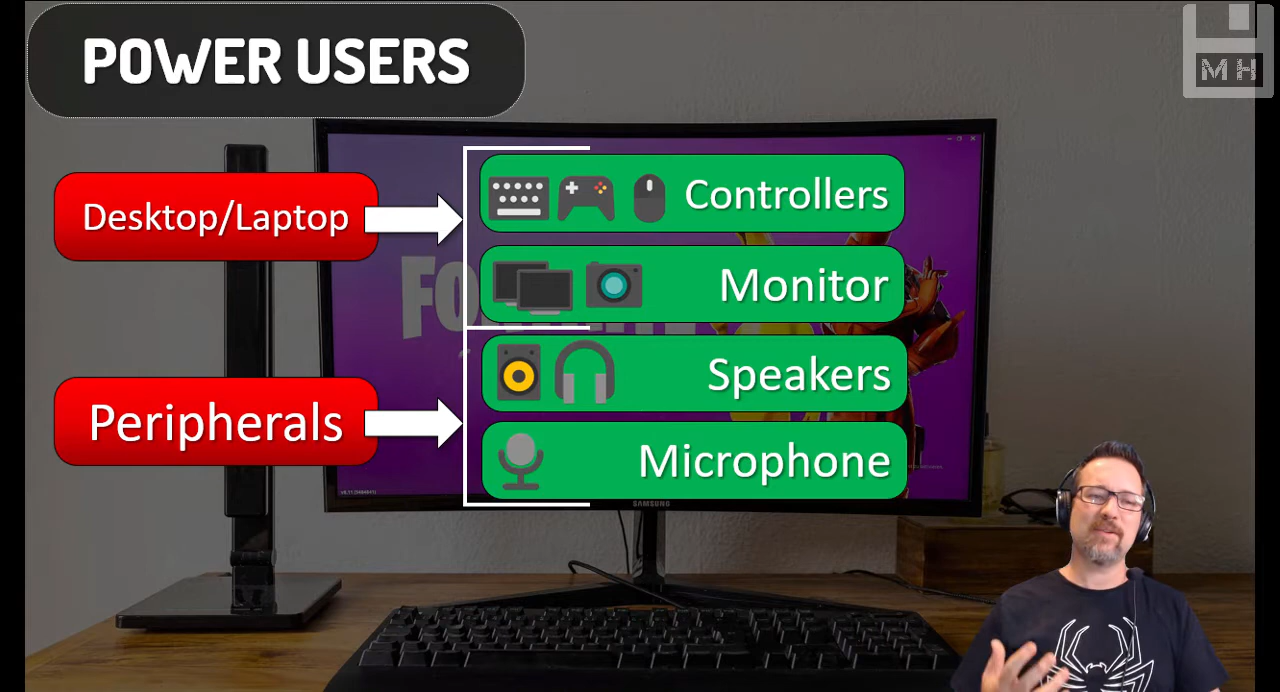 POWER USERS
MH
Desktop/Laptop
Controllers
Monitor
Speakers
Peripherals
Microphone
SAMSUNG